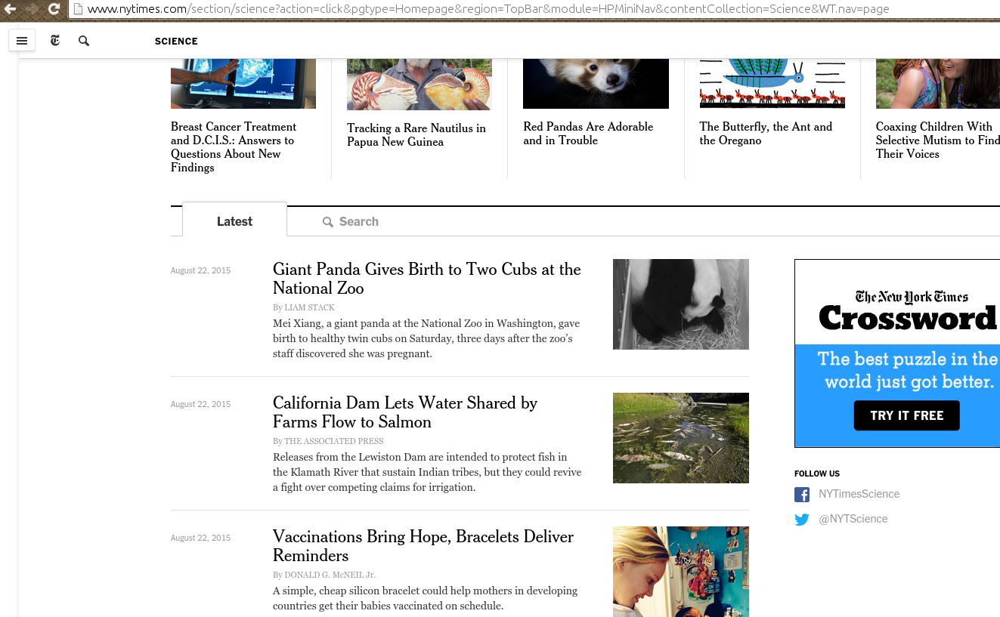 www.nytimes.com/section/science?action=click&pgtype=Homepage&region=TopBar&module=HPMiniNav&contentCollection=Science&WT.nav=page
SCIENCE
Breast Cancer Treatment
and D.C.I.S.: Answers to
Questions About New
Findings
Tracking a Rare Nautilus in
Papua New Guinea
Red Pandas Are Adorable
and in Trouble
The Butterfly, the Ant and
the Oregano
Coaxing Children With
Selective Mutism to Find
Their Voices
Latest
Search
August 22, 2015
Giant Panda Gives Birth to Two Cubs at the
National Zoo
By LIAM STACK
Mei Xiang, a giant panda at the National Zoo in Washington, gave
birth to healthy twin cubs on Saturday, three days after the zoo’s
staff discovered she was pregnant.
August 22, 2015
California Dam Lets Water Shared by
Farms Flow to Salmon
By THE ASSOCIATED PRESS
Releases from the Lewiston Dam are intended to protect fish in
the Klamath River that sustain Indian tribes, but they could revive
a fight over competing claims for irrigation.
August 22, 2015
Vaccinations Bring Hope, Bracelets Deliver
Reminders
By DONALD G. McNEIL Jr.
A simple, cheap silicon bracelet could help mothers in developing
countries get their babies vaccinated on schedule.
The New York Times
Crossword
The best puzzle in the
world just got better.
TRY IT FREE
FOLLOW US
NYTimesScience
@NYTScience